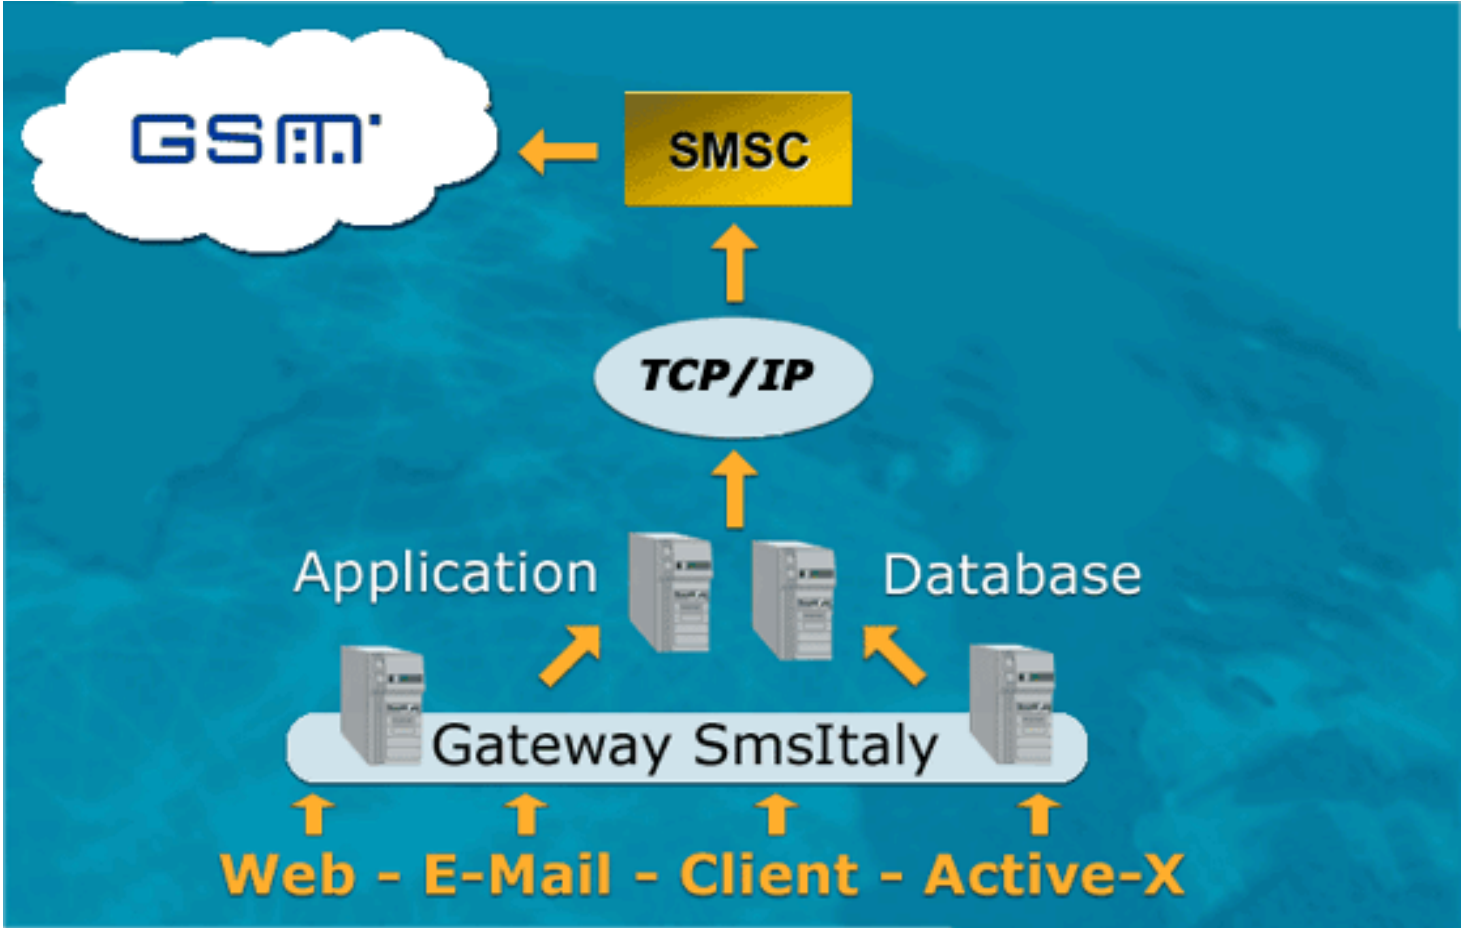 GSM
SMSC
TCP/IP
Application
Database
Gateway SmsItaly
Web - E-Mail - Client - Active-X